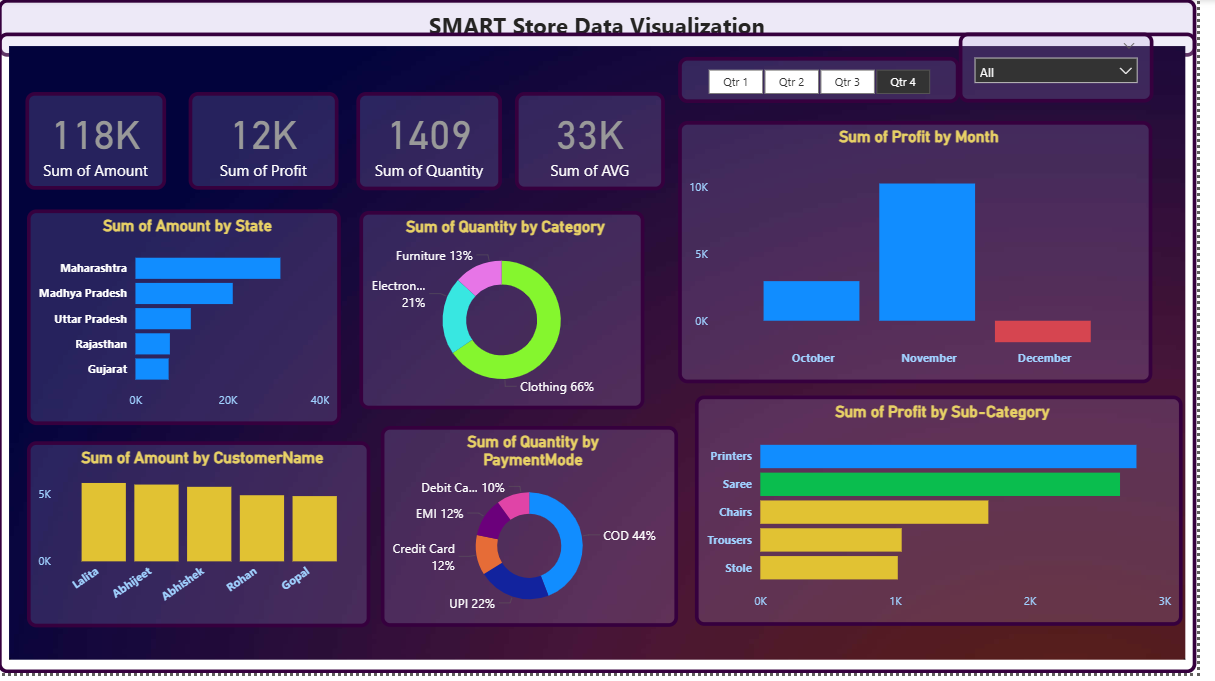 SMART Store Data Visualization
Qtr 1
Qtr 2
Qtr 3
Qtr 4
All
118K
Sum of Amount
12K
Sum of Profit
1409
Sum of Quantity
33K
Sum of AVG
Sum of Profit by Month
10K
5K
0K
October
November
December
Sum of Amount by State
Maharashtra
Madhya Pradesh
Uttar Pradesh
Rajasthan
Gujarat
0K
20K
40K
Sum of Quantity by Category
Furniture 13%
Electron...
21%
Clothing 66%
Sum of Profit by Sub-Category
Printers
Saree
Chairs
Trousers
Stole
0K
1K
2K
3K
Sum of Amount by CustomerName
5K
0K
Lalita
Abhijeet
Abhishek
Rohan
Gopal
Sum of Quantity by
PaymentMode
Debit Ca... 10%
EMI 12%
Credit Card
12%
UPI 22%
COD 44%